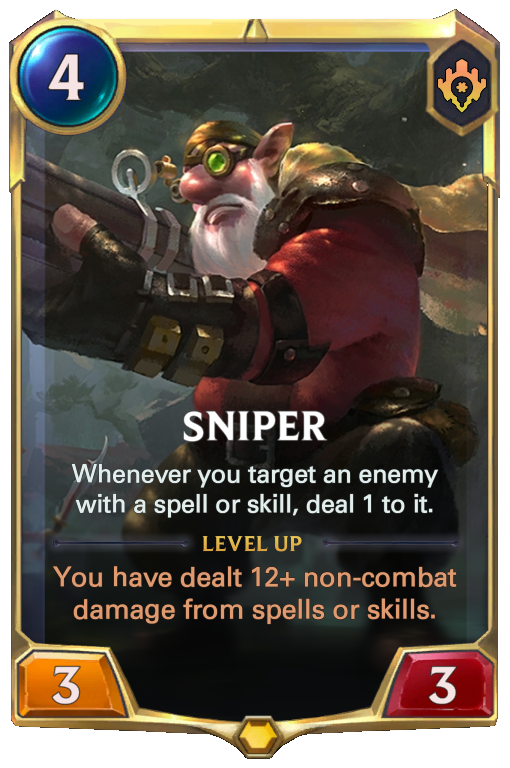 4
SNIPER
Whenever you target an enemy
with a spell or skill, deal 1 to it.
LEVEL UP
You have dealt 12+ non-combat
damage from spells or skills.
3
3